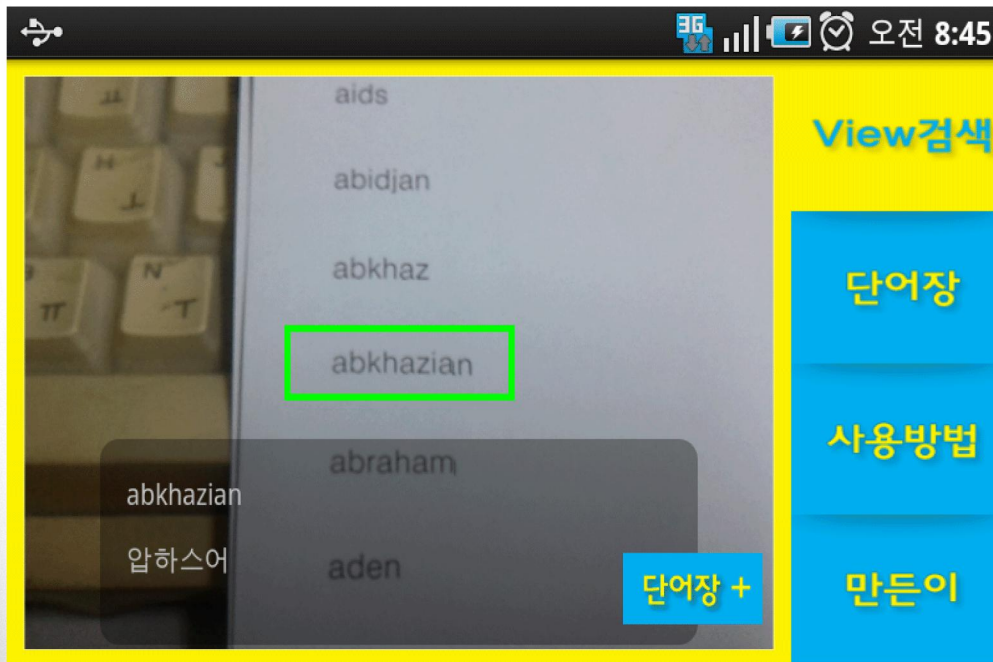 3G 오전 8:45
aids
abidjan
abkhaz
abkhazian
abraham
aden
abkhazian
압하스어
단어장 +
View검색
단어장
사용방법
만든이
ㅍ
H
ㅗ
ㅠ
N
ㅜ